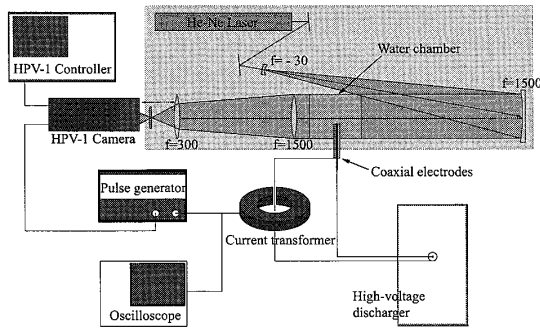 He-Ne Laser
HPV-1 Controller
f= - 30
Water chamber
f=1500
HPV-1 Camera
f=300
f=1500
Coaxial electrodes
Pulse generator
Current transformer
Oscilloscope
High-voltage
discharger